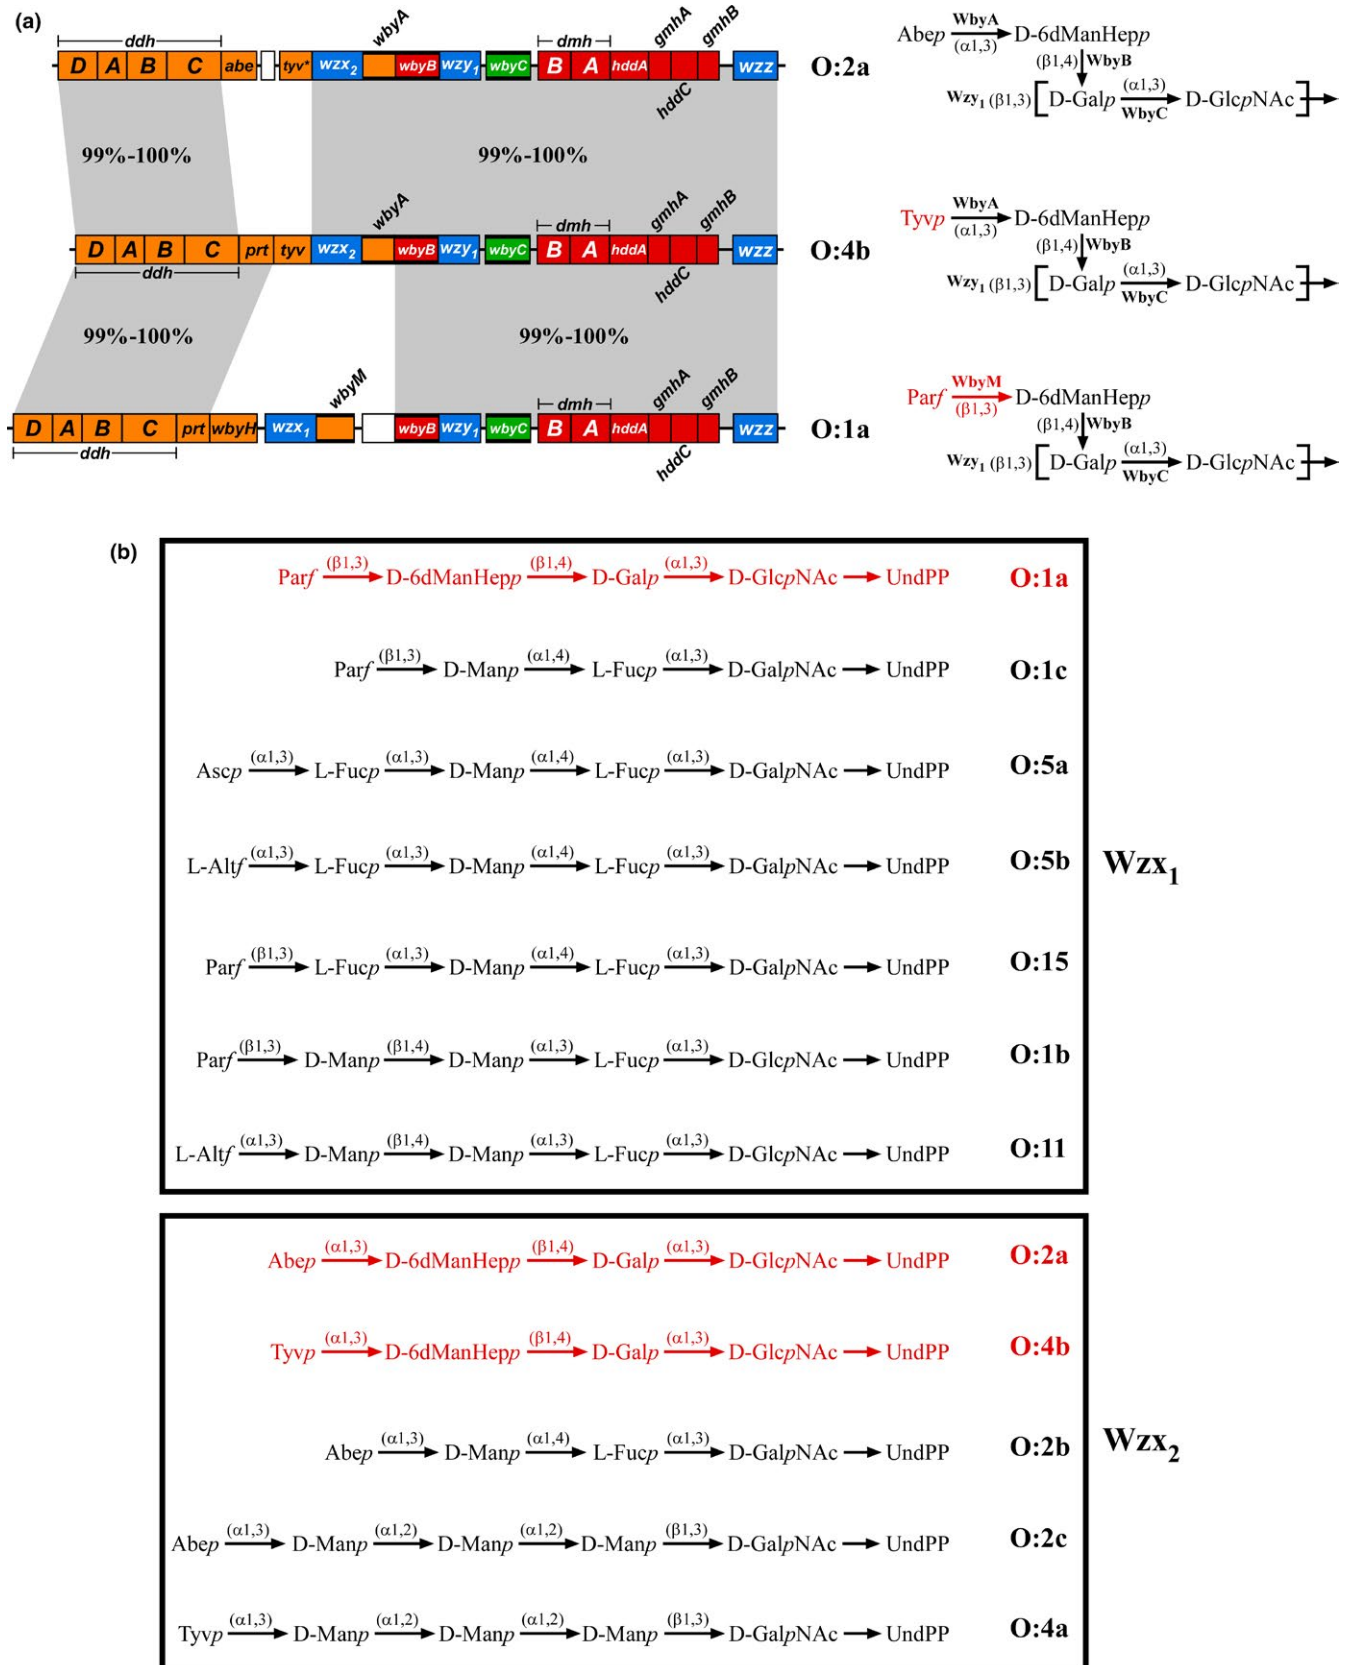 (a)
ddh
wbyA
dmh
gmhA
gmhB
D A B C abe tyv* wzx2 wbyB wzy1 wbyC B A hddA wzz
hddC
O:2a
Abep WbyA (α1,3) D-6dManHepp
(β1,4) WbyB
Wzy1 (β1,3) [ D-Galp (α1,3) WbyC D-GlcpNAc ]
99%-100%
99%-100%
wbyA
dmh
gmhA
gmhB
D A B C prt tyv wzx2 wbyB wzy1 wbyC B A hddA wzz
ddh
hddC
O:4b
Tyvp WbyA (α1,3) D-6dManHepp
(β1,4) WbyB
Wzy1 (β1,3) [ D-Galp (α1,3) WbyC D-GlcpNAc ]
99%-100%
99%-100%
wbyM
dmh
gmhA
gmhB
D A B C prt wbyH wzx1 wbyB wzy1 wbyC B A hddA wzz
ddh
hddC
O:1a
Parf WbyM (β1,3) D-6dManHepp
(β1,4) WbyB
Wzy1 (β1,3) [ D-Galp (α1,3) WbyC D-GlcpNAc ]
(b)
Parf (β1,3) D-6dManHepp (β1,4) D-Galp (α1,3) D-GlcpNAc UndPP O:1a
Parf (β1,3) D-Manp (α1,4) L-Fucp (α1,3) D-GalpNAc UndPP O:1c
Ascp (α1,3) L-Fucp (α1,3) D-Manp (α1,4) L-Fucp (α1,3) D-GalpNAc UndPP O:5a
L-Altf (α1,3) L-Fucp (α1,3) D-Manp (α1,4) L-Fucp (α1,3) D-GalpNAc UndPP O:5b
Wzx1
Parf (β1,3) L-Fucp (α1,3) D-Manp (α1,4) L-Fucp (α1,3) D-GalpNAc UndPP O:15
Parf (β1,3) D-Manp (β1,4) D-Manp (α1,3) L-Fucp (α1,3) D-GlcpNAc UndPP O:1b
L-Altf (α1,3) D-Manp (β1,4) D-Manp (α1,3) L-Fucp (α1,3) D-GlcpNAc UndPP O:11
Abep (α1,3) D-6dManHepp (β1,4) D-Galp (α1,3) D-GlcpNAc UndPP O:2a
Tyvp (α1,3) D-6dManHepp (β1,4) D-Galp (α1,3) D-GlcpNAc UndPP O:4b
Abep (α1,3) D-Manp (α1,4) L-Fucp (α1,3) D-GalpNAc UndPP O:2b
Wzx2
Abep (α1,3) D-Manp (α1,2) D-Manp (α1,2) D-Manp (β1,3) D-GalpNAc UndPP O:2c
Tyvp (α1,3) D-Manp (α1,2) D-Manp (α1,2) D-Manp (β1,3) D-GalpNAc UndPP O:4a